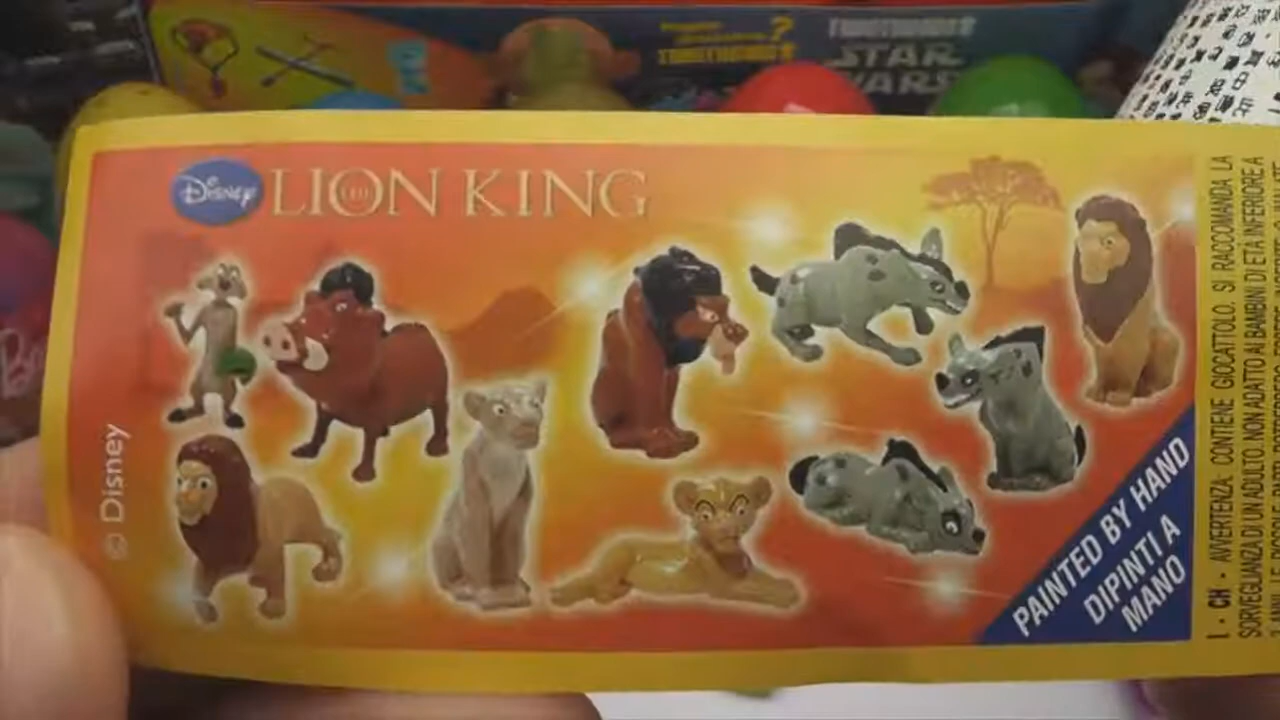 STAR
WARS
Disney LION KING
THE
© Disney
PAINTED BY HAND
DIPINTI A
MANO
I - CH - AVVERTENZA: CONTIENE GIOCATTOLO. SI RACCOMANDA LA
SORVEGLIANZA DI UN ADULTO. NON ADATTO AI BAMBINI DI ETÀ INFERIORE A